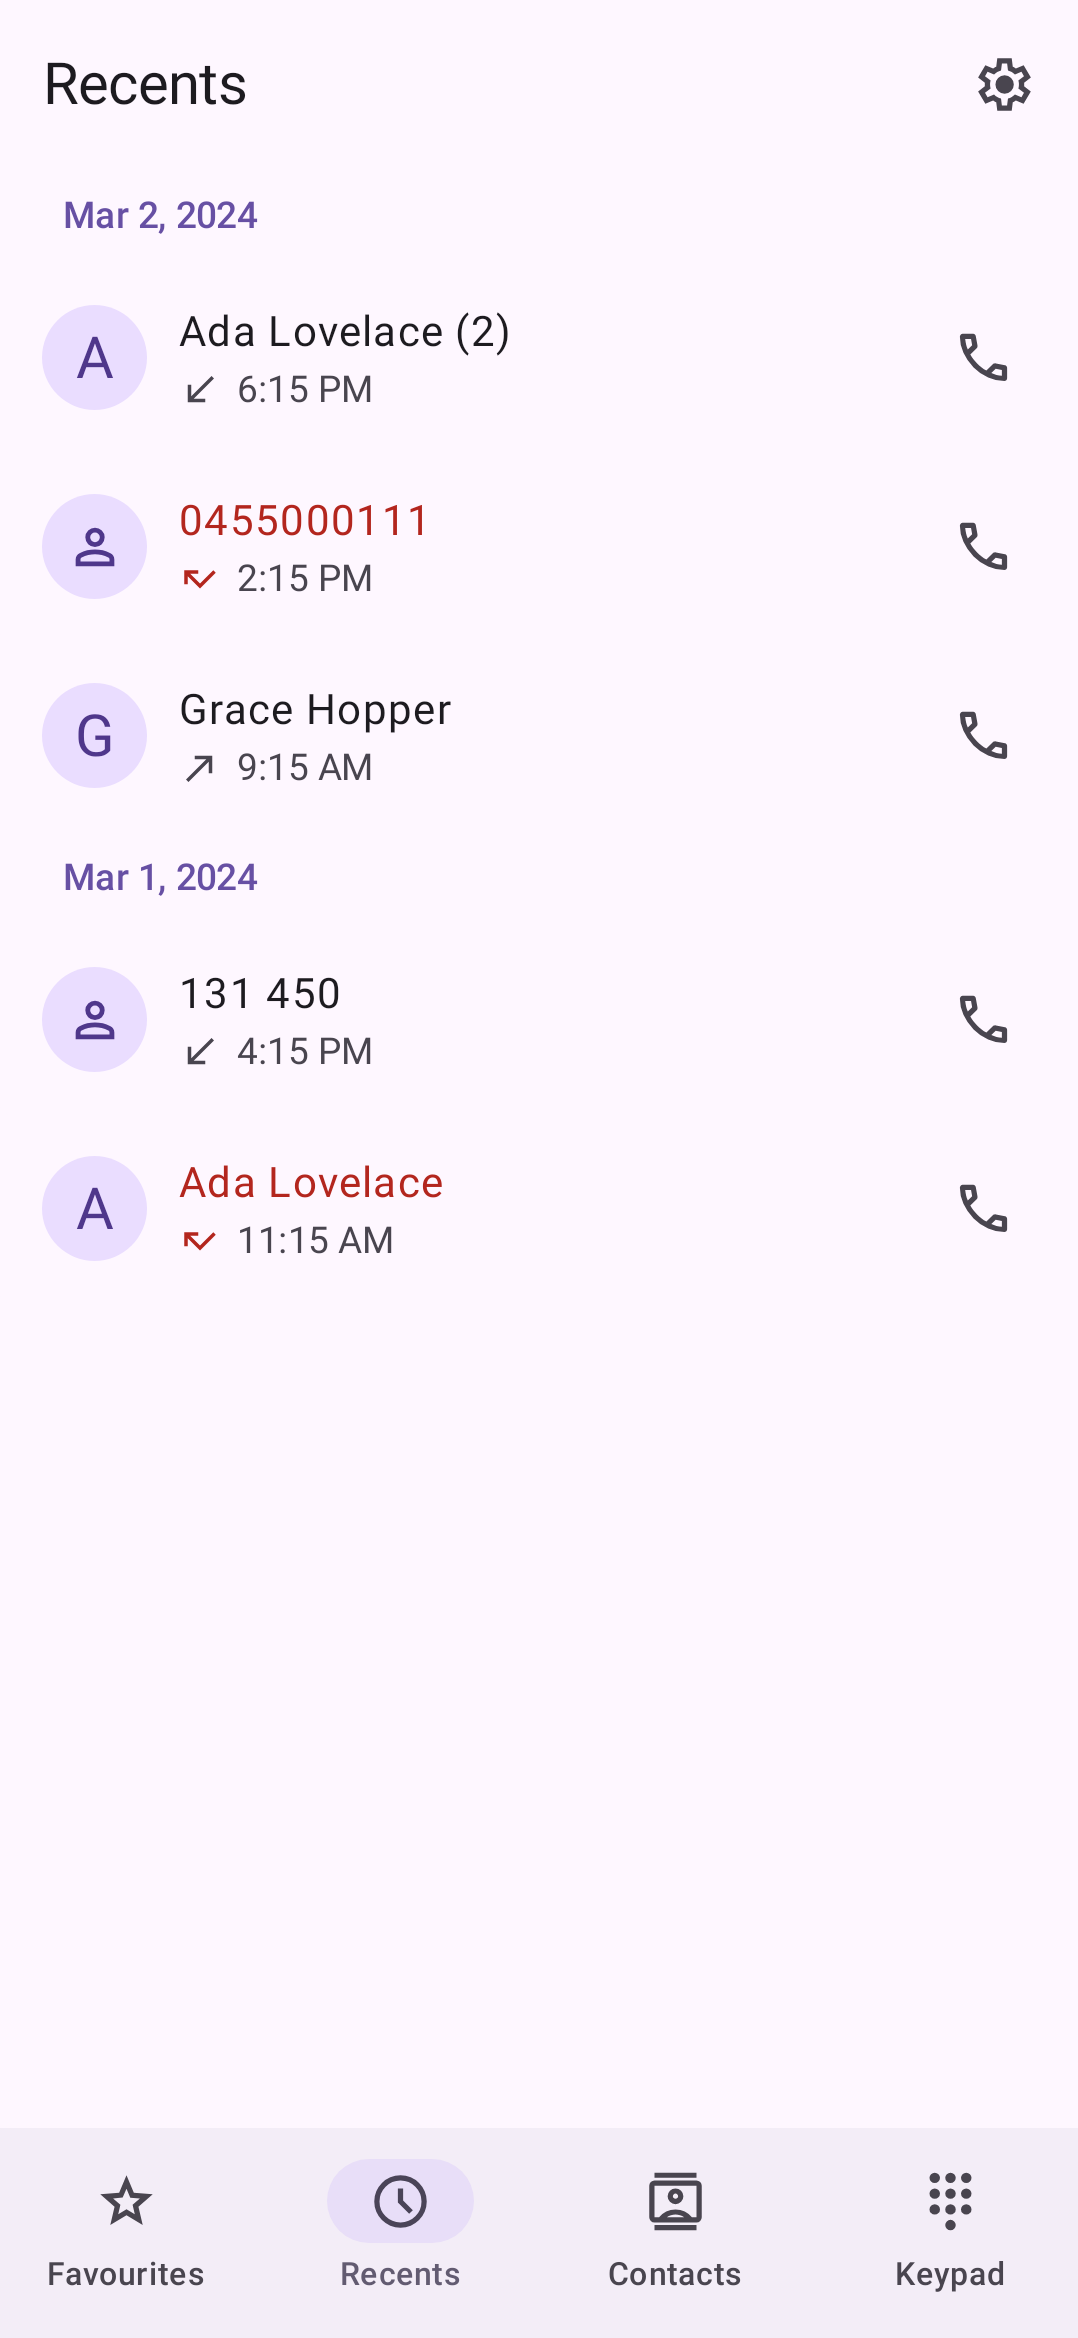 Recents
Mar 2, 2024
A
Ada Lovelace (2)
6:15 PM
0455000111
2:15 PM
G
Grace Hopper
9:15 AM
Mar 1, 2024
131 450
4:15 PM
A
Ada Lovelace
11:15 AM
Favourites
Recents
Contacts
Keypad